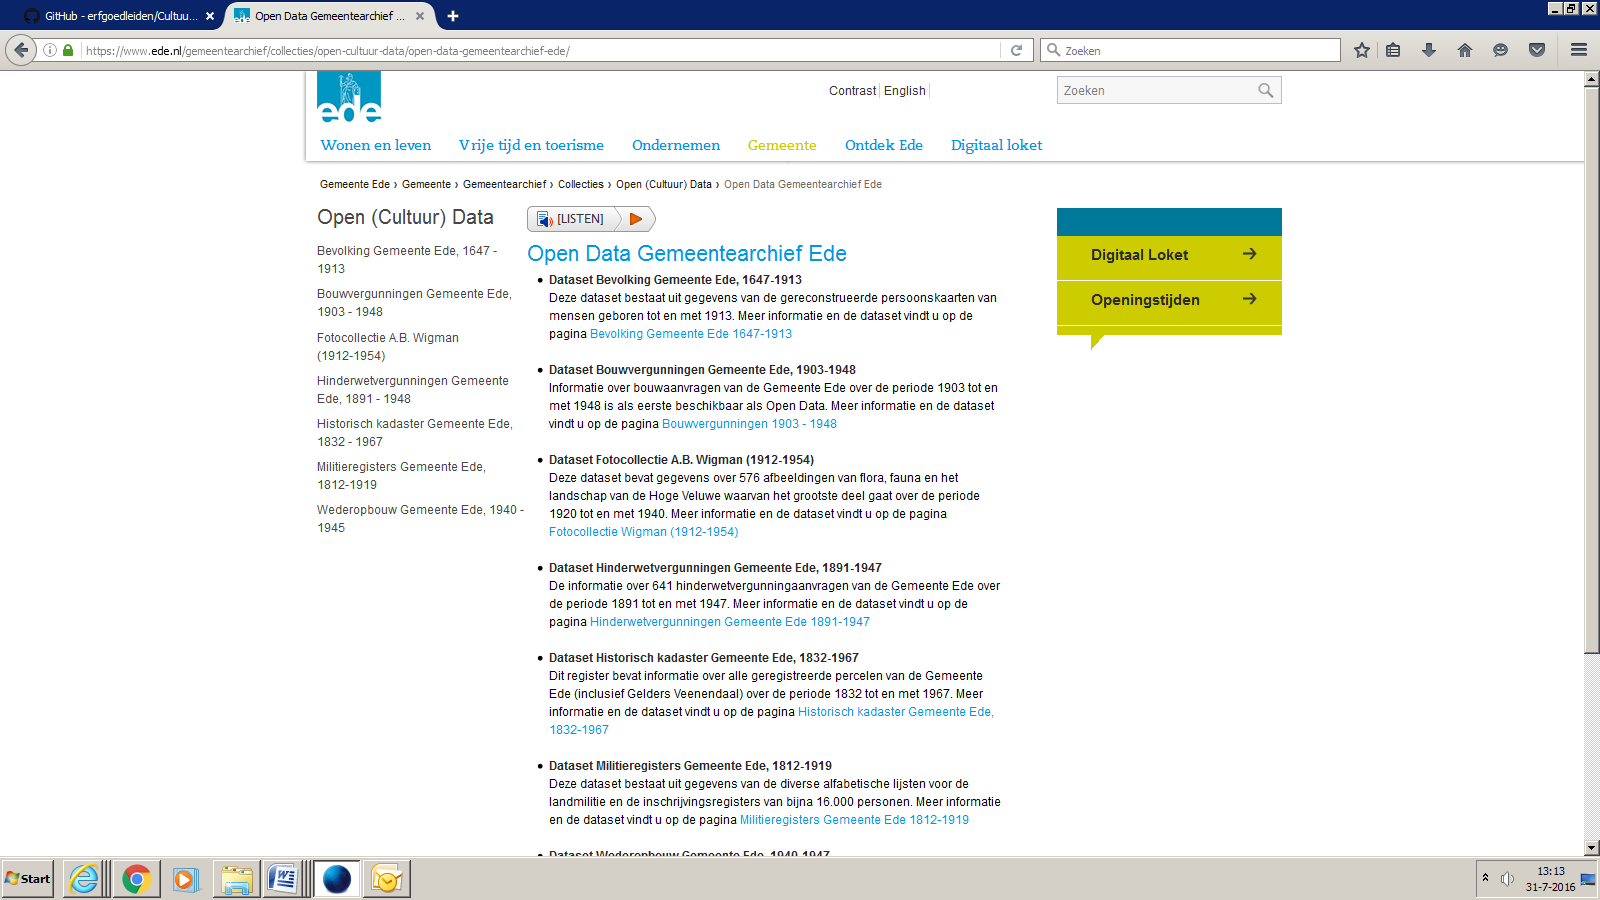 GitHub - erfgoedleiden/Cultuu...
Open Data Gemeentearchief ...
https://www.ede.nl/gemeentearchief/collecties/open-cultuur-data/open-data-gemeentearchief-ede/
Zoeken
ede
Contrast English
Zoeken
Wonen en leven Vrije tijd en toerisme Ondernemen Gemeente Ontdek Ede Digitaal loket
Gemeente Ede › Gemeente › Gemeentearchief › Collecties › Open (Cultuur) Data › Open Data Gemeentearchief Ede
Open (Cultuur) Data
Bevolking Gemeente Ede, 1647 -
1913
Bouwvergunningen Gemeente Ede,
1903 - 1948
Fotocollectie A.B. Wigman
(1912-1954)
Hinderwetvergunningen Gemeente
Ede, 1891 - 1948
Historisch kadaster Gemeente Ede,
1832 - 1967
Militieregisters Gemeente Ede,
1812-1919
Wederopbouw Gemeente Ede, 1940 -
1945
[LISTEN]
Open Data Gemeentearchief Ede
• Dataset Bevolking Gemeente Ede, 1647-1913
Deze dataset bestaat uit gegevens van de gereconstrueerde persoonskaarten van
mensen geboren tot en met 1913. Meer informatie en de dataset vindt u op de
pagina Bevolking Gemeente Ede 1647-1913
• Dataset Bouwvergunningen Gemeente Ede, 1903-1948
Informatie over bouwaanvragen van de Gemeente Ede over de periode 1903 tot en
met 1948 is als eerste beschikbaar als Open Data. Meer informatie en de dataset
vindt u op de pagina Bouwvergunningen 1903 - 1948
• Dataset Fotocollectie A.B. Wigman (1912-1954)
Deze dataset bevat gegevens over 576 afbeeldingen van flora, fauna en het
landschap van de Hoge Veluwe waarvan het grootste deel gaat over de periode
1920 tot en met 1940. Meer informatie en de dataset vindt u op de pagina
Fotocollectie Wigman (1912-1954)
• Dataset Hinderwetvergunningen Gemeente Ede, 1891-1947
De informatie over 641 hinderwetvergunningaanvragen van de Gemeente Ede over
de periode 1891 tot en met 1947. Meer informatie en de dataset vindt u op de
pagina Hinderwetvergunningen Gemeente Ede 1891-1947
• Dataset Historisch kadaster Gemeente Ede, 1832-1967
Dit register bevat informatie over alle geregistreerde percelen van de Gemeente
Ede (inclusief Gelders Veenendaal) over de periode 1832 tot en met 1967. Meer
informatie en de dataset vindt u op de pagina Historisch kadaster Gemeente Ede,
1832-1967
• Dataset Militieregisters Gemeente Ede, 1812-1919
Deze dataset bestaat uit gegevens van de diverse alfabetische lijsten voor de
landmilitie en de inschrijvingsregisters van bijna 16.000 personen. Meer informatie
en de dataset vindt u op de pagina Militieregisters Gemeente Ede 1812-1919
• Dataset Wederopbouw Gemeente Ede, 1940-1947
Digitaal Loket
Openingstijden
Start
13:13
31-7-2016